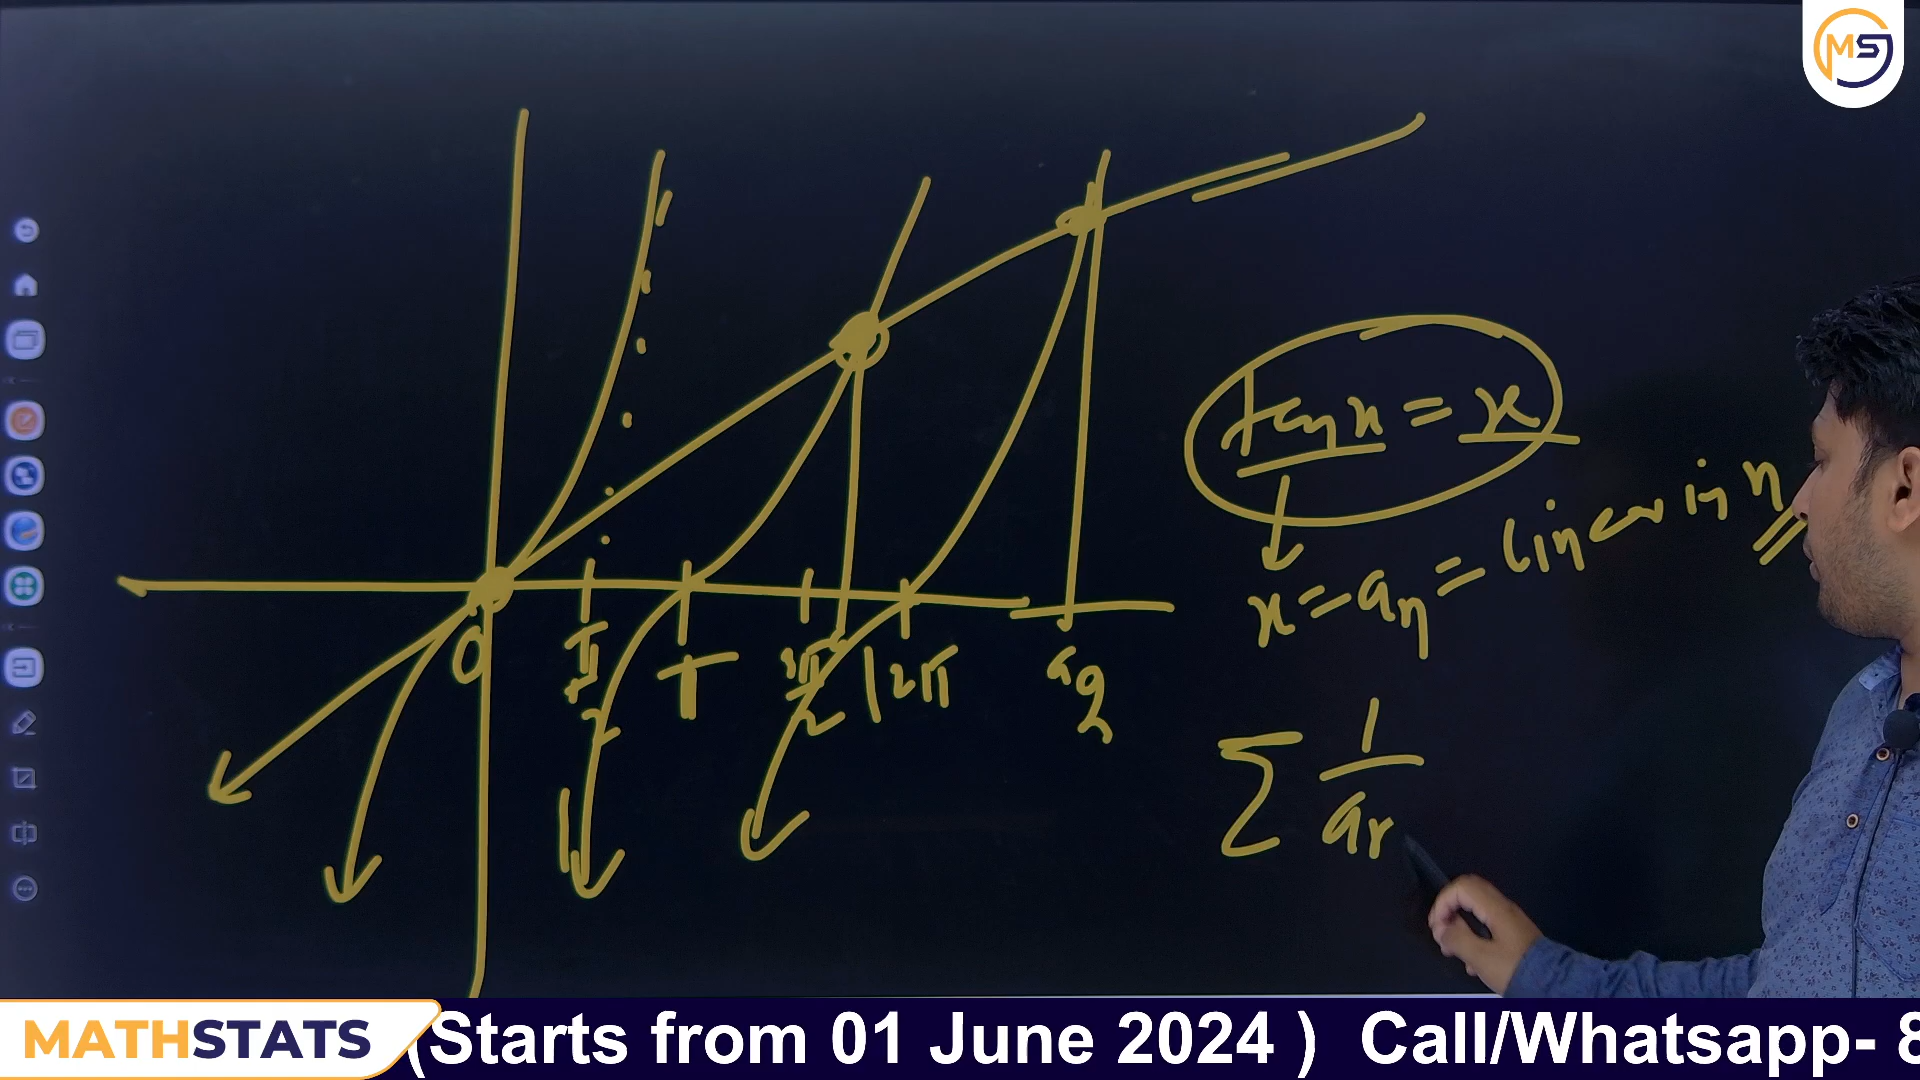 MS
tan x = x
x = aₙ = linear in n
0 π/2 π 3π/2 2π
a₂
∑ 1/aᵣ
MATHSTATS (Starts from 01 June 2024 ) Call/Whatsapp- 8